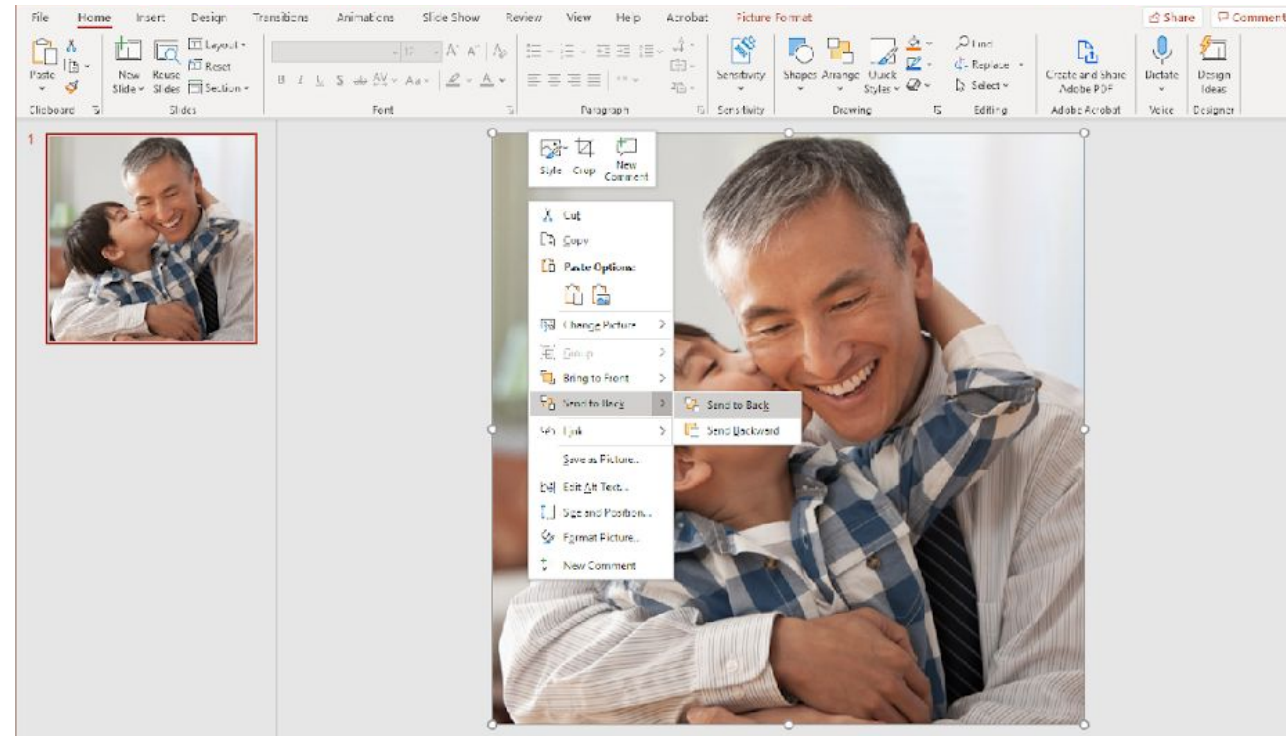 File Home Insert Design Transitions Animations Slide Show Review View Help Acrobat Picture Format Share Comment
Paste
New Slide
Reuse Slides
Layout
Reset
Section
12
B I U S ab AV Aa A
Sensitivity
Shapes Arrange Quick Styles
Find
Replace
Select
Create and Share Adobe PDF
Dictate
Design Ideas
Clipboard Slides Font Paragraph Sensitivity Drawing Editing Adobe Acrobat Voice Designer
1
Style Crop New Comment
Cut
Copy
Paste Options:
Change Picture
Group
Bring to Front
Send to Back
Send to Back
Send Backward
Link
Save as Picture...
Edit Alt Text...
Size and Position...
Format Picture...
New Comment